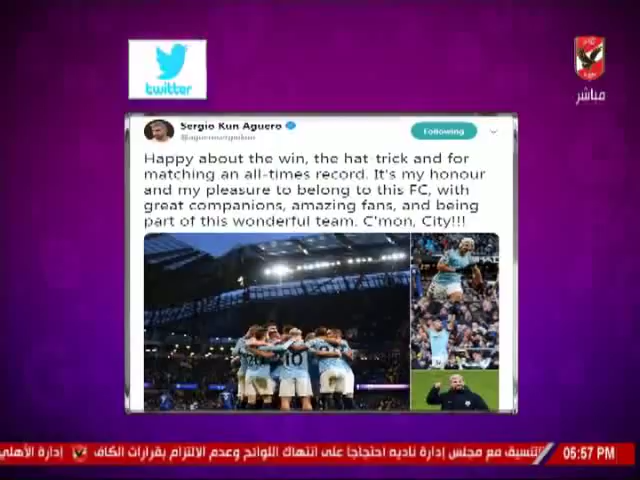 twitter
مباشر
Sergio Kun Aguero
Following
Happy about the win, the hat trick and for
matching an all-times record. It's my honour
and my pleasure to belong to this FC, with
great companions, amazing fans, and being
part of this wonderful team. C'mon, City!!!
10
التنسيق مع مجلس إدارة ناديه احتجاجا على انتهاك اللوائح وعدم الالتزام بقرارات الكاف
إدارة الأهلي
05:57 PM